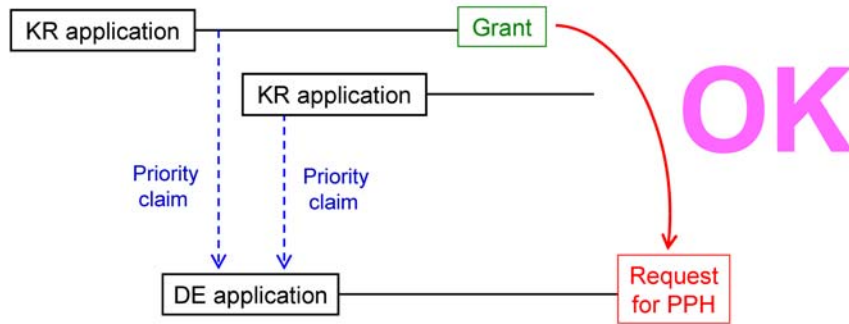 KR application
Grant
OK
KR application
Priority
claim
Priority
claim
DE application
Request
for PPH